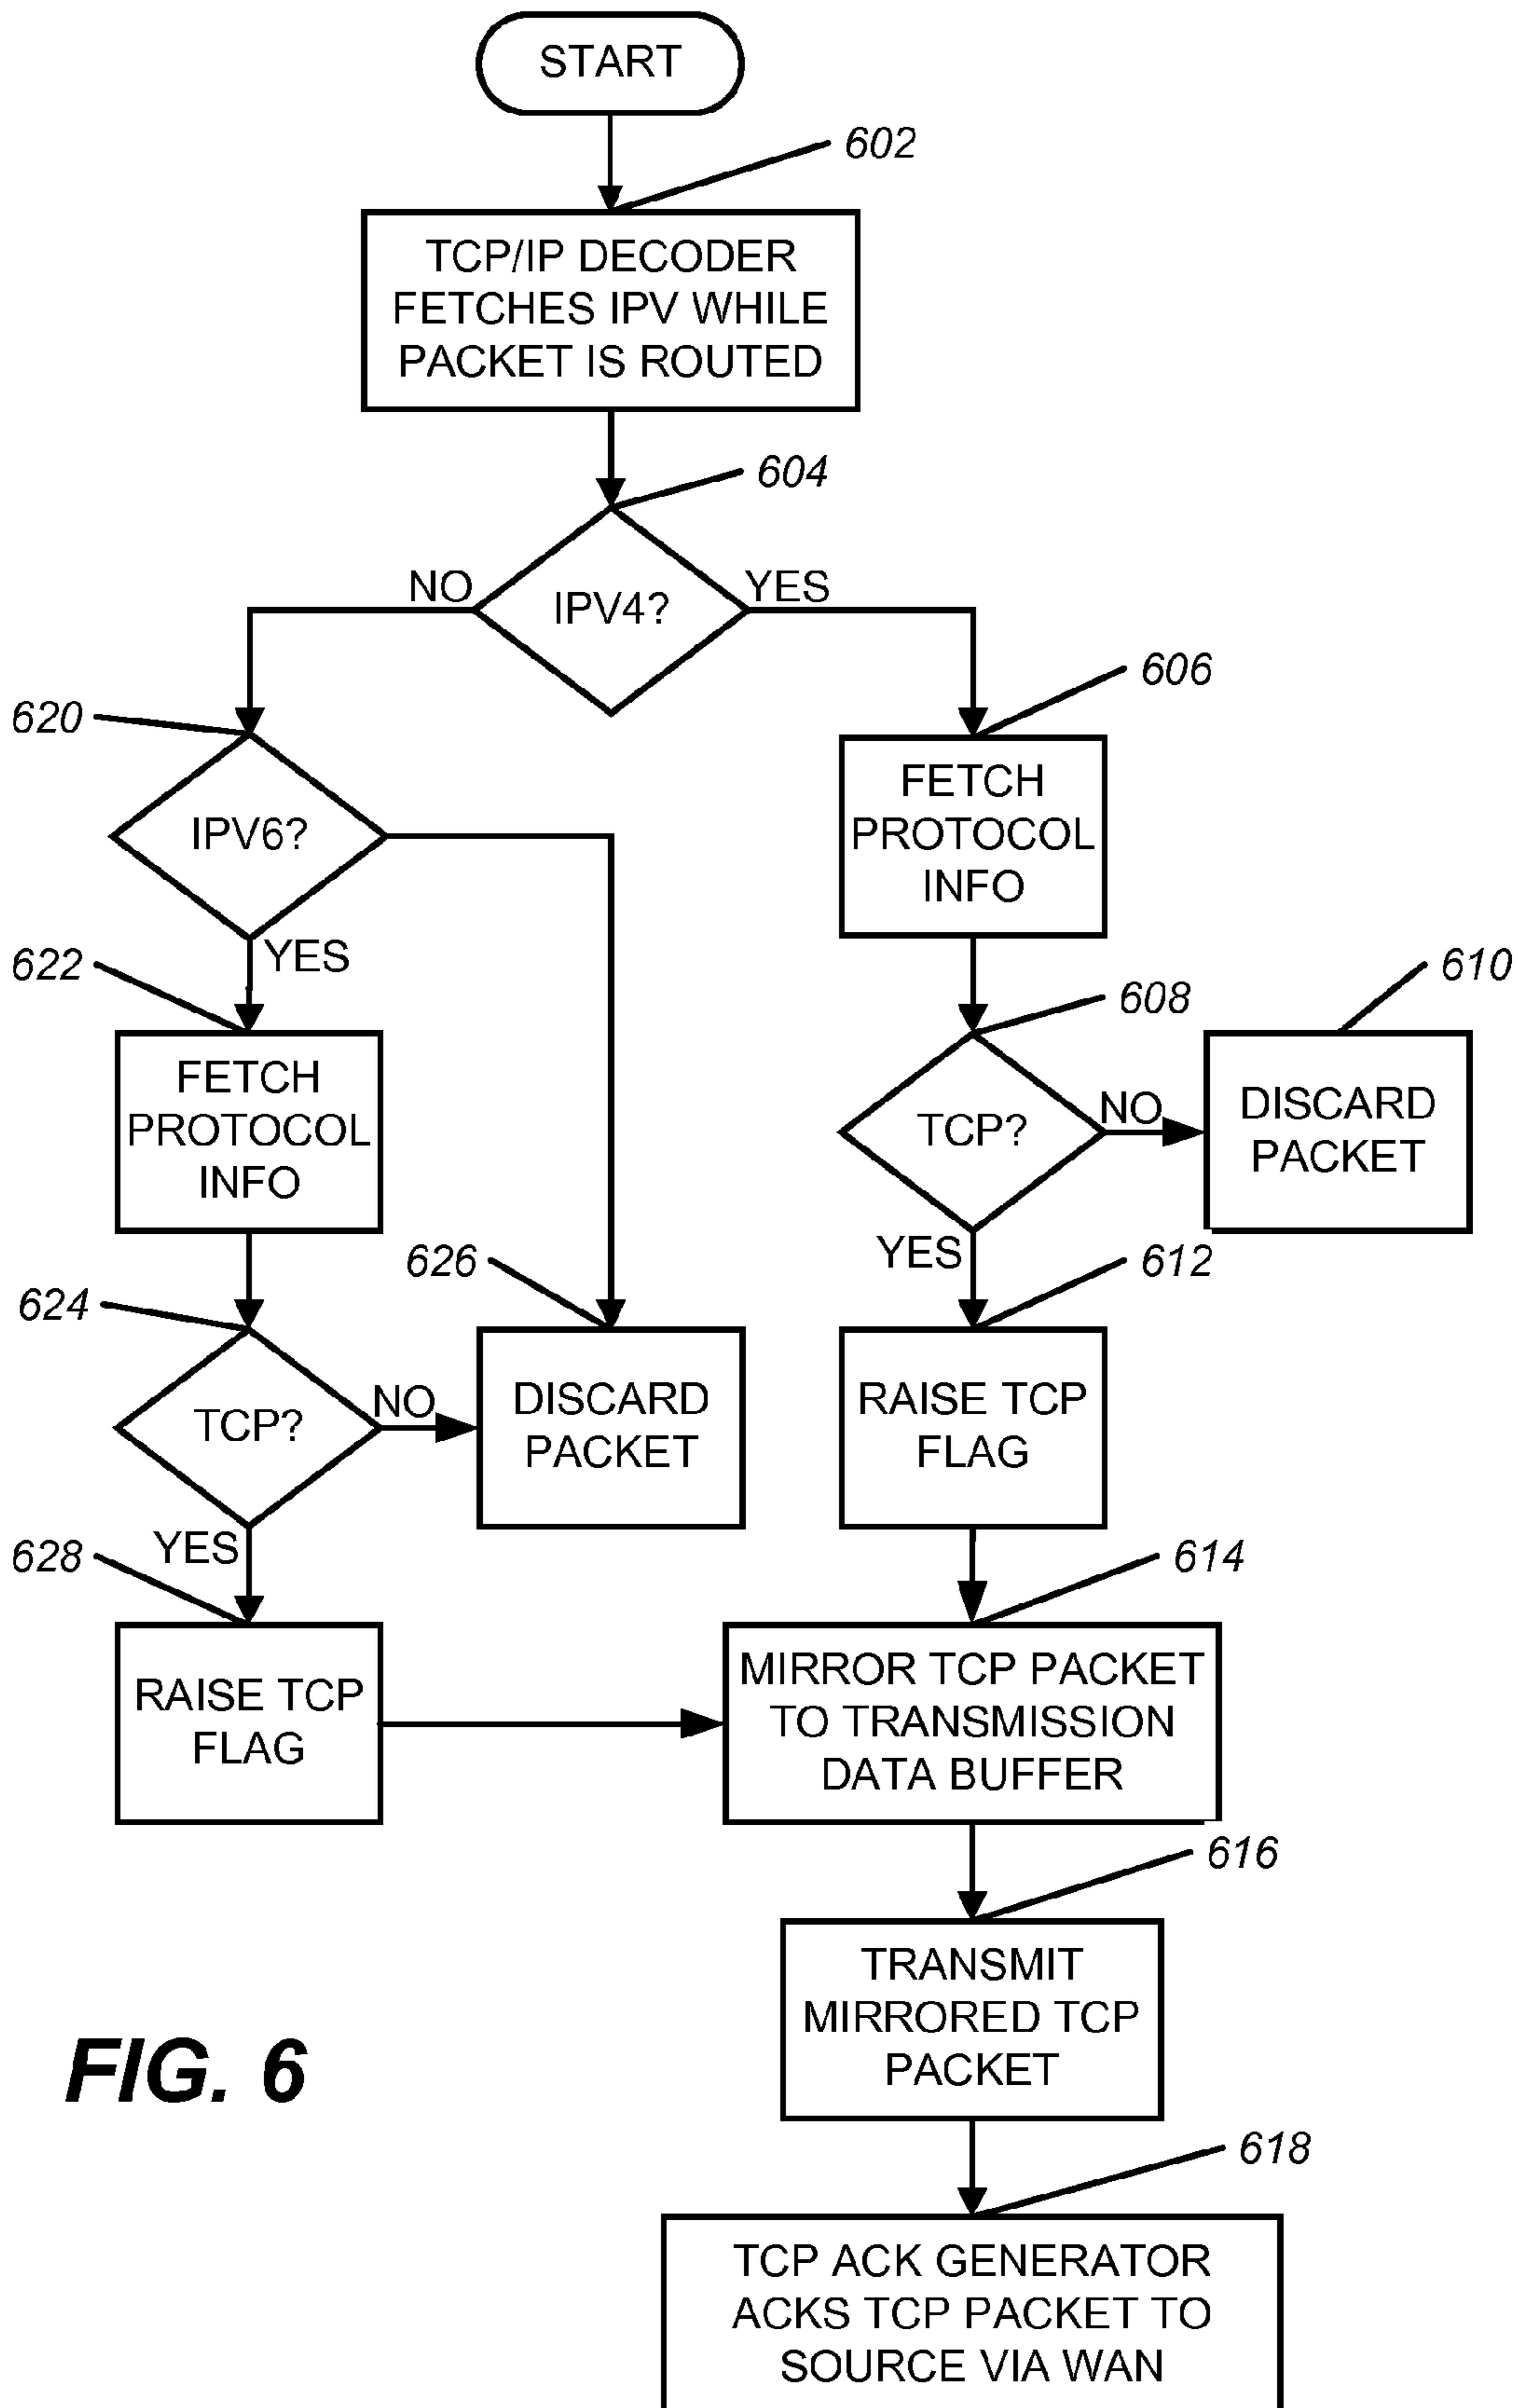 START
602
TCP/IP DECODER
FETCHES IPV WHILE
PACKET IS ROUTED
604
NO
YES
IPV4?
606
620
FETCH
PROTOCOL
INFO
IPV6?
YES
622
610
608
FETCH
PROTOCOL
INFO
TCP?
NO
DISCARD
PACKET
YES
626
612
624
TCP?
NO
DISCARD
PACKET
RAISE TCP
FLAG
YES
628
614
RAISE TCP
FLAG
MIRROR TCP PACKET
TO TRANSMISSION
DATA BUFFER
616
TRANSMIT
MIRRORED TCP
PACKET
FIG. 6
618
TCP ACK GENERATOR
ACKS TCP PACKET TO
SOURCE VIA WAN